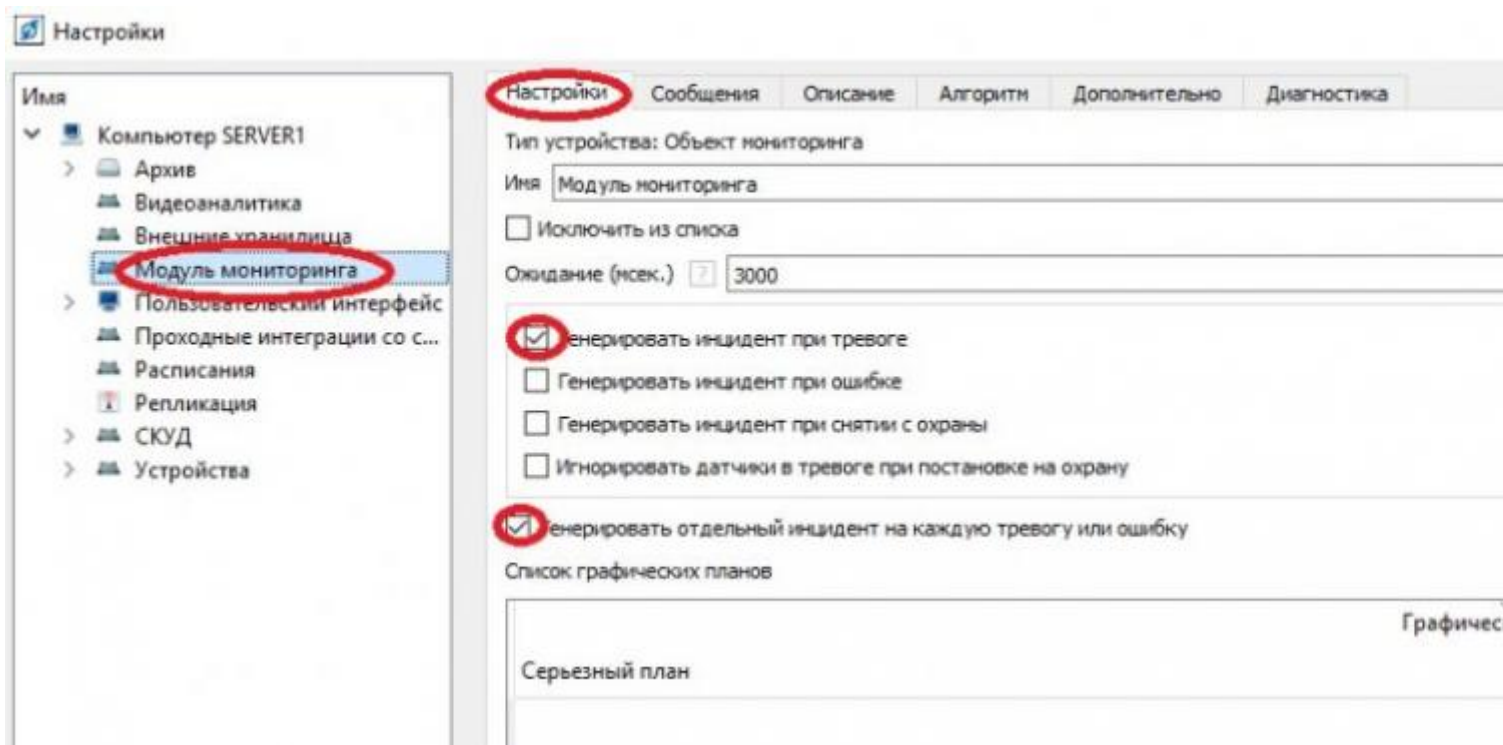 Настройки
Имя
Компьютер SERVER1
Архив
Видеоаналитика
Внешние хранилища
Модуль мониторинга
Пользовательский интерфейс
Проходные интеграции со с...
Расписания
Репликация
СКУД
Устройства
Настройки Сообщения Описание Алгоритм Дополнительно Диагностика
Тип устройства: Объект мониторинга
Имя Модуль мониторинга
Исключить из списка
Ожидание (мсек.) ? 3000
Генерировать инцидент при тревоге
Генерировать инцидент при ошибке
Генерировать инцидент при снятии с охраны
Игнорировать датчики в тревоге при постановке на охрану
Генерировать отдельный инцидент на каждую тревогу или ошибку
Список графических планов
Графичес
Серьезный план